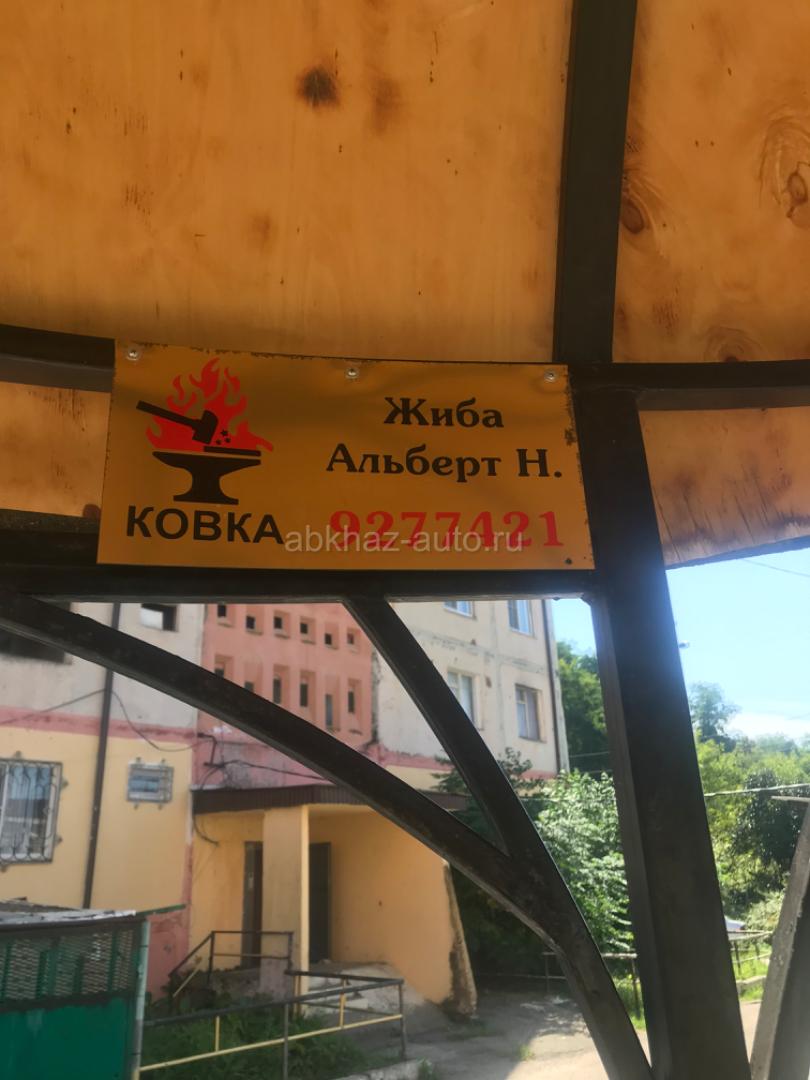 Жиба
Альберт Н.
КОВКА
9277421
abkhaz-auto.ru